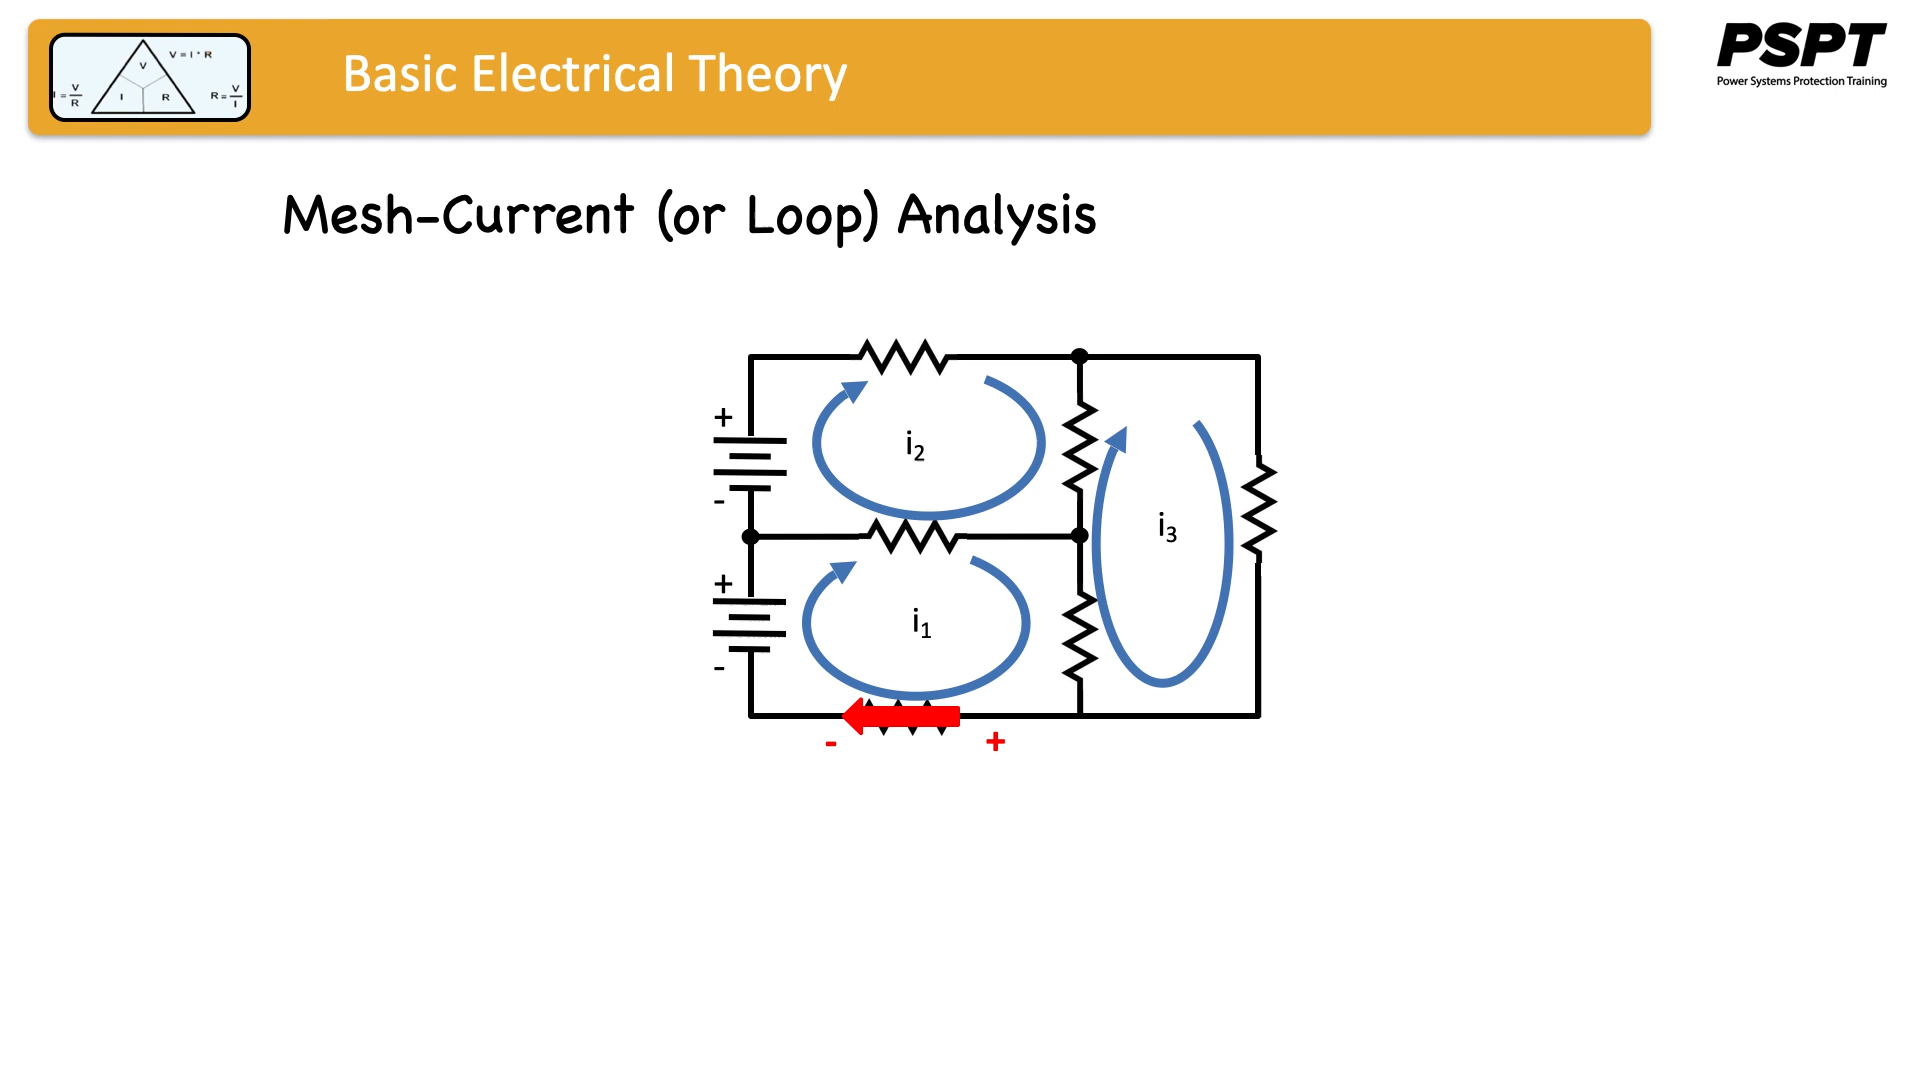 Basic Electrical Theory
V = I * R
V
I = V/R
I
R
R = V/I
PSPT
Power Systems Protection Training
Mesh-Current (or Loop) Analysis
+
i2
-
i3
+
i1
-
- +